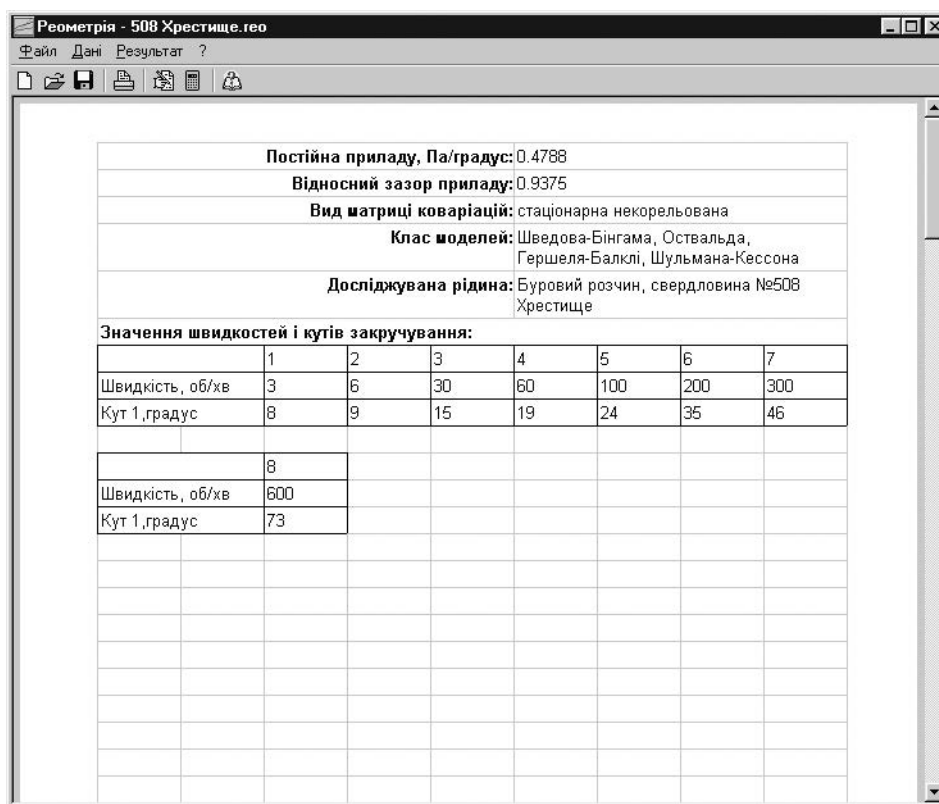 Реометрія - 508 Хрестище.reo
Файл Дані Результат ?
Постійна приладу, Па/градус: 0.4788
Відносний зазор приладу: 0.9375
Вид матриці коваріацій: стаціонарна некорельована
Клас моделей: Шведова-Бінгама, Оствальда,
Гершеля-Балклі, Шульмана-Кессона
Досліджувана рідина: Буровий розчин, свердловина №508
Хрестище
Значення швидкостей і кутів закручування:
1 2 3 4 5 6 7
Швидкість, об/хв 3 6 30 60 100 200 300
Кут 1,градус 8 9 15 19 24 35 46
8
Швидкість, об/хв 600
Кут 1,градус 73